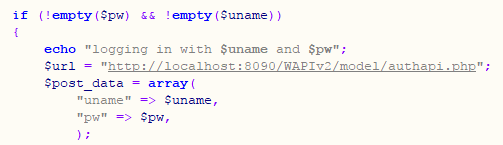 if (!empty($pw) && !empty($uname))
{
    echo "logging in with $uname and $pw";
    $url = "http://localhost:8090/WAPIv2/model/authapi.php";
    $post_data = array(
        "uname" => $uname,
        "pw" => $pw,
        );